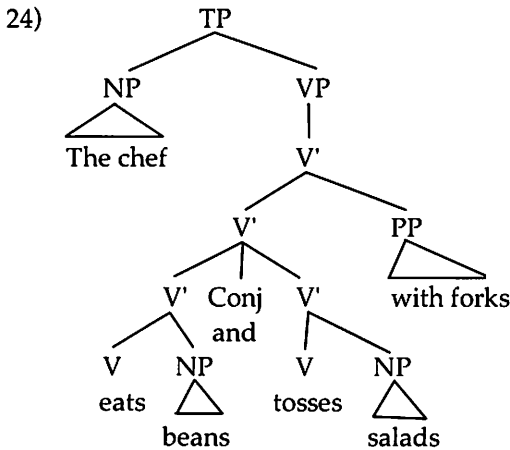 24) TP
NP VP
The chef V'
V' PP
V' Conj V' with forks
and
V NP V NP
eats tosses
beans salads